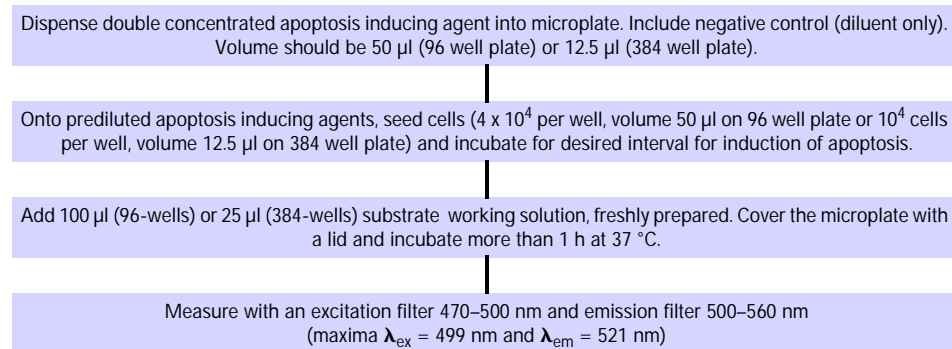 Dispense double concentrated apoptosis inducing agent into microplate. Include negative control (diluent only).
Volume should be 50 µl (96 well plate) or 12.5 µl (384 well plate).
Onto prediluted apoptosis inducing agents, seed cells (4 x 10⁴ per well, volume 50 µl on 96 well plate or 10⁴ cells
per well, volume 12.5 µl on 384 well plate) and incubate for desired interval for induction of apoptosis.
Add 100 µl (96-wells) or 25 µl (384-wells) substrate working solution, freshly prepared. Cover the microplate with
a lid and incubate more than 1 h at 37 °C.
Measure with an excitation filter 470–500 nm and emission filter 500–560 nm
(maxima λex = 499 nm and λem = 521 nm)